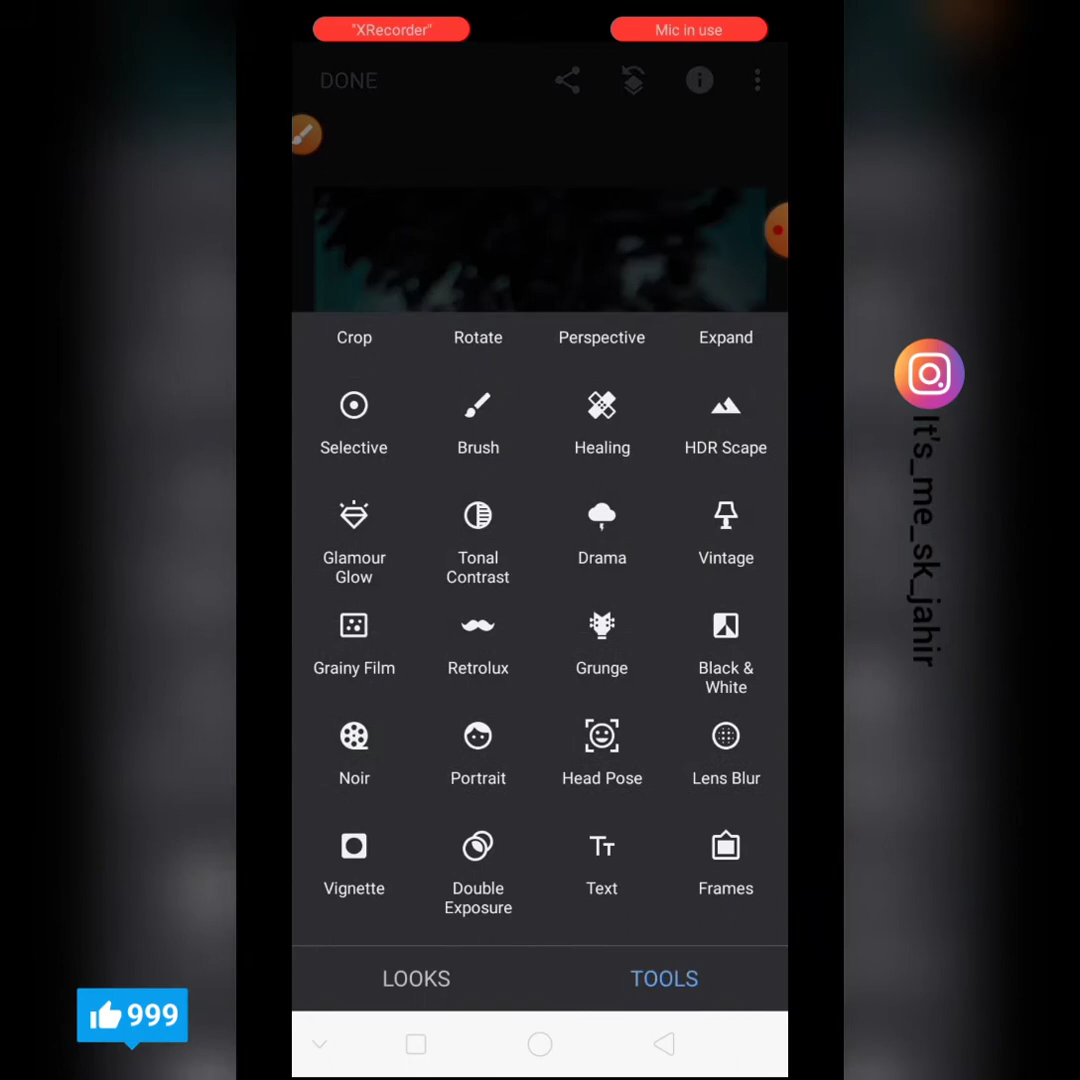 "XRecorder"
Mic in use
DONE
Crop
Rotate
Perspective
Expand
Selective
Brush
Healing
HDR Scape
Glamour
Glow
Tonal
Contrast
Drama
Vintage
Grainy Film
Retrolux
Grunge
Black &
White
Noir
Portrait
Head Pose
Lens Blur
Vignette
Double
Exposure
Text
Frames
LOOKS
TOOLS
999
It's_me_sk_jahir